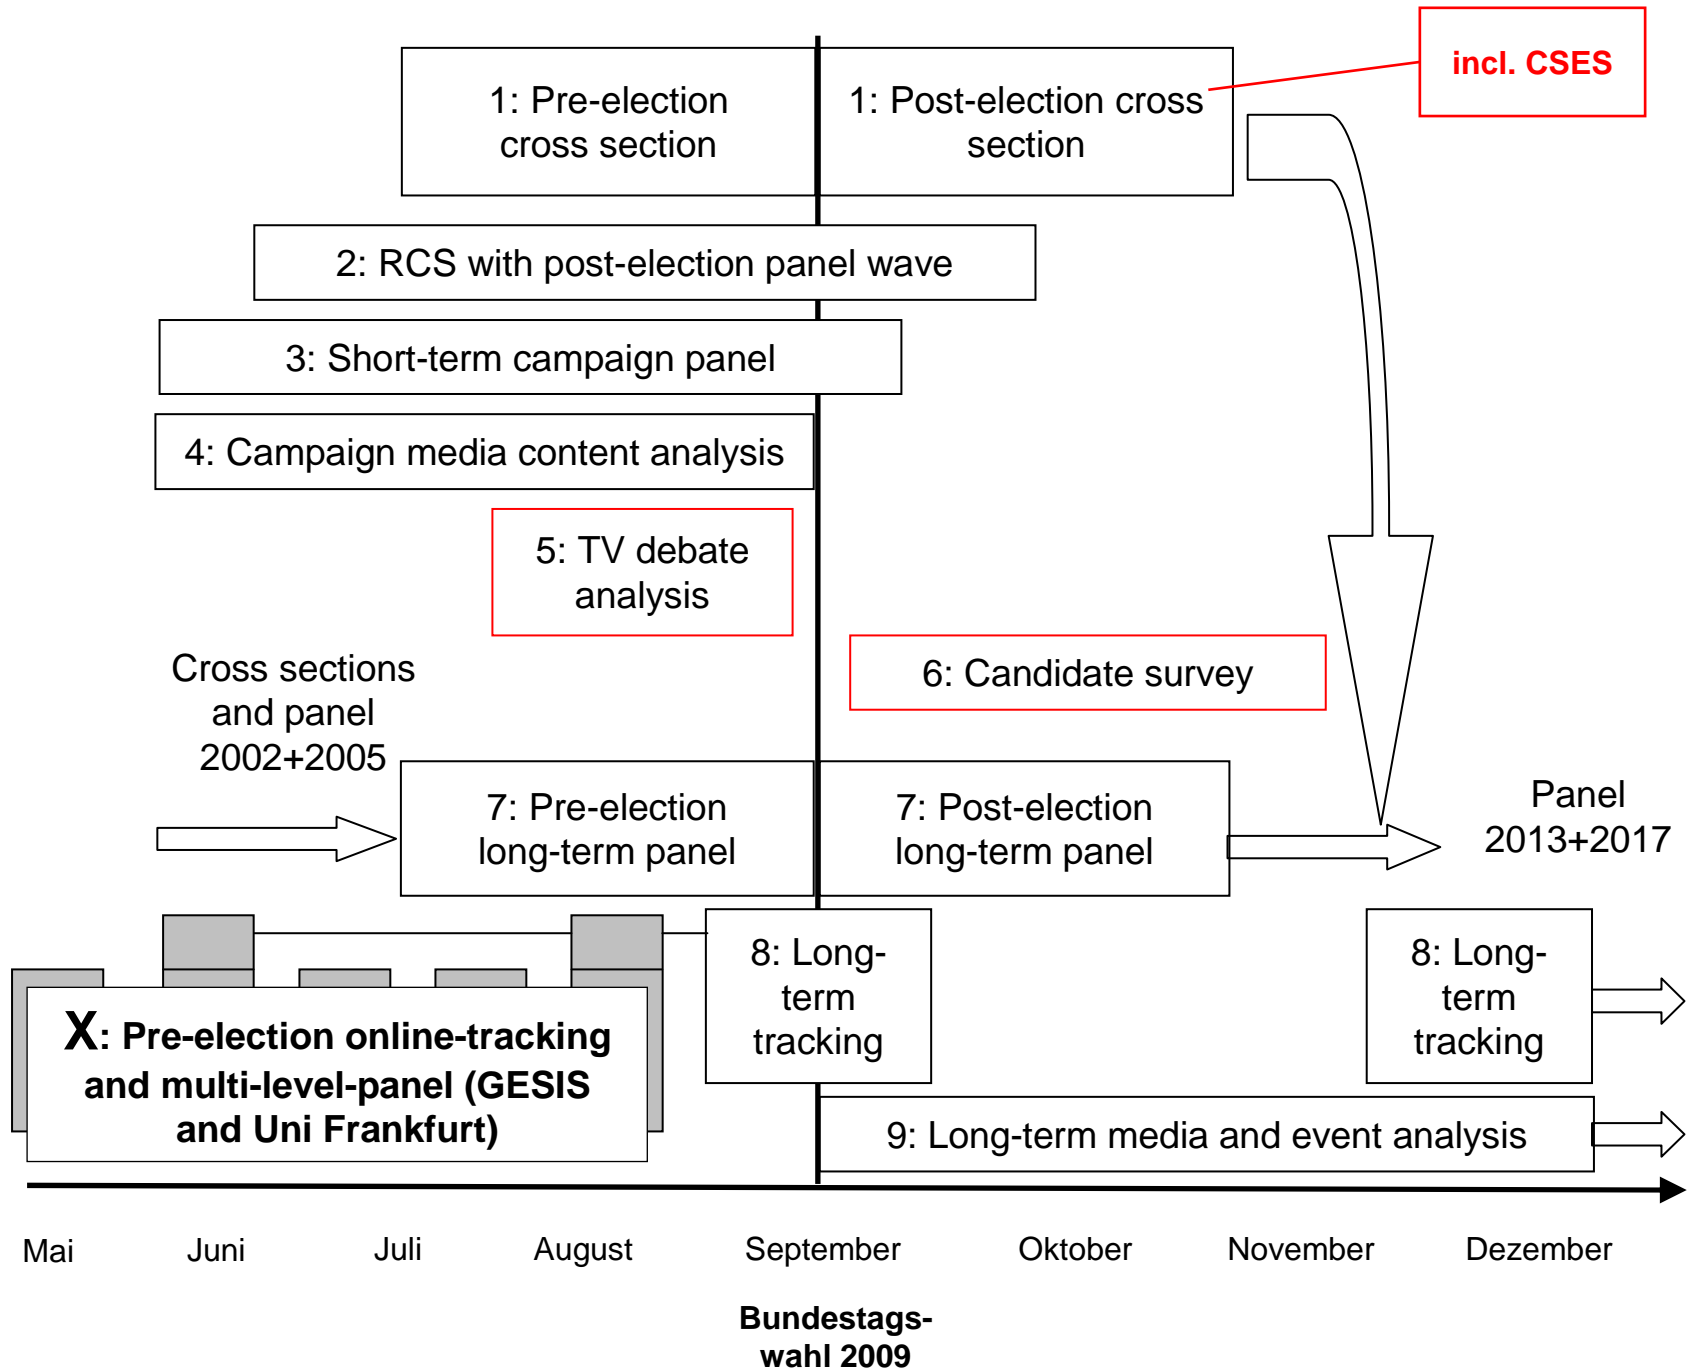 incl. CSES
1: Pre-election
cross section
1: Post-election cross
section
2: RCS with post-election panel wave
3: Short-term campaign panel
4: Campaign media content analysis
5: TV debate
analysis
6: Candidate survey
Cross sections
and panel
2002+2005
7: Pre-election
long-term panel
7: Post-election
long-term panel
Panel
2013+2017
8: Long-
term
tracking
8: Long-
term
tracking
X: Pre-election online-tracking
and multi-level-panel (GESIS
and Uni Frankfurt)
9: Long-term media and event analysis
Mai Juni Juli August September Oktober November Dezember
Bundestags-
wahl 2009